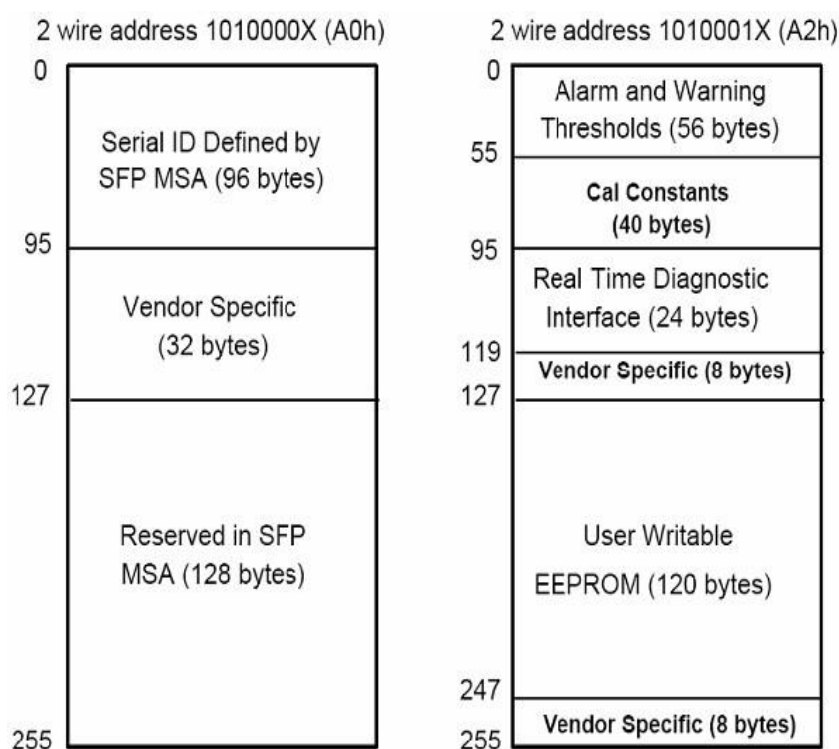 2 wire address 1010000X (A0h)
0
Serial ID Defined by
SFP MSA (96 bytes)
95
Vendor Specific
(32 bytes)
127
Reserved in SFP
MSA (128 bytes)
255
2 wire address 1010001X (A2h)
0
Alarm and Warning
Thresholds (56 bytes)
55
Cal Constants
(40 bytes)
95
Real Time Diagnostic
Interface (24 bytes)
119
Vendor Specific (8 bytes)
127
User Writable
EEPROM (120 bytes)
247
Vendor Specific (8 bytes)
255